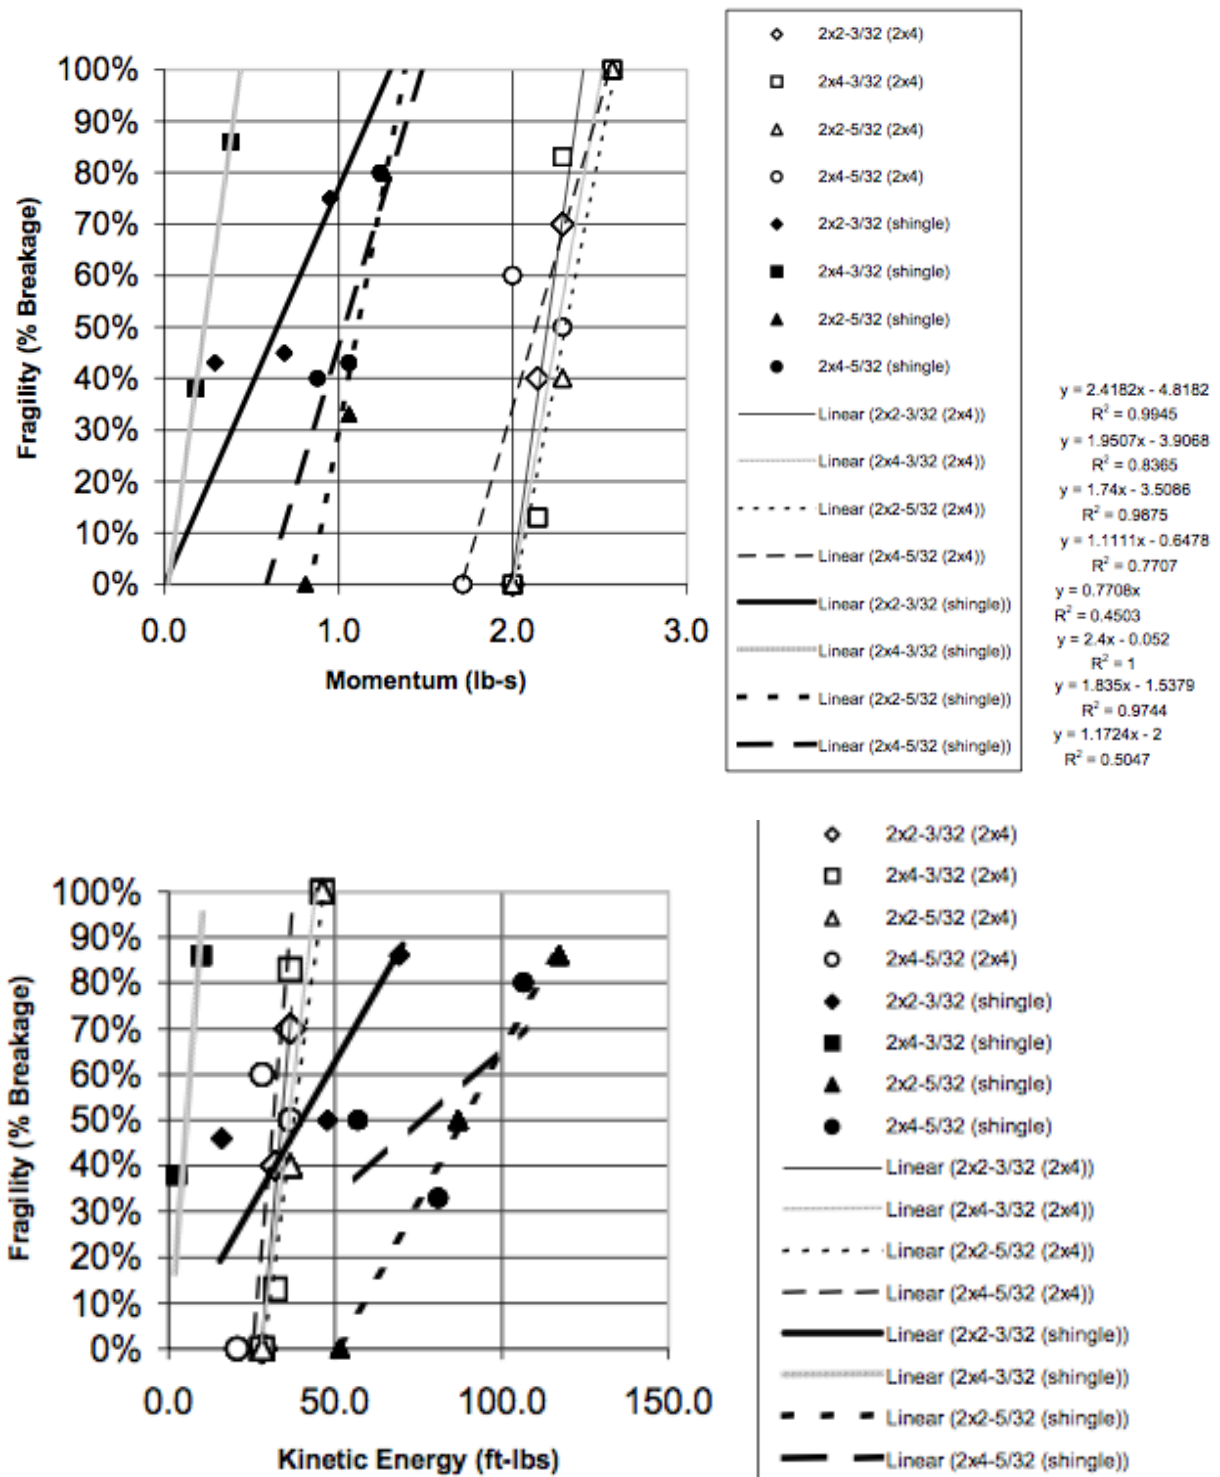 100%
90%
80%
70%
60%
50%
40%
30%
20%
10%
0%
Fragility (% Breakage)
0.0 1.0 2.0 3.0
Momentum (lb-s)
2x2-3/32 (2x4)
2x4-3/32 (2x4)
2x2-5/32 (2x4)
2x4-5/32 (2x4)
2x2-3/32 (shingle)
2x4-3/32 (shingle)
2x2-5/32 (shingle)
2x4-5/32 (shingle)
Linear (2x2-3/32 (2x4))
Linear (2x4-3/32 (2x4))
Linear (2x2-5/32 (2x4))
Linear (2x4-5/32 (2x4))
Linear (2x2-3/32 (shingle))
Linear (2x4-3/32 (shingle))
Linear (2x2-5/32 (shingle))
Linear (2x4-5/32 (shingle))
y = 2.4182x - 4.8182
R² = 0.9945
y = 1.9507x - 3.9068
R² = 0.8365
y = 1.74x - 3.5086
R² = 0.9875
y = 1.1111x - 0.6478
R² = 0.7707
y = 0.7708x
R² = 0.4503
y = 2.4x - 0.052
R² = 1
y = 1.835x - 1.5379
R² = 0.9744
y = 1.1724x - 2
R² = 0.5047
100%
90%
80%
70%
60%
50%
40%
30%
20%
10%
0%
Fragility (% Breakage)
0.0 50.0 100.0 150.0
Kinetic Energy (ft-lbs)
2x2-3/32 (2x4)
2x4-3/32 (2x4)
2x2-5/32 (2x4)
2x4-5/32 (2x4)
2x2-3/32 (shingle)
2x4-3/32 (shingle)
2x2-5/32 (shingle)
2x4-5/32 (shingle)
Linear (2x2-3/32 (2x4))
Linear (2x4-3/32 (2x4))
Linear (2x2-5/32 (2x4))
Linear (2x4-5/32 (2x4))
Linear (2x2-3/32 (shingle))
Linear (2x4-3/32 (shingle))
Linear (2x2-5/32 (shingle))
Linear (2x4-5/32 (shingle))